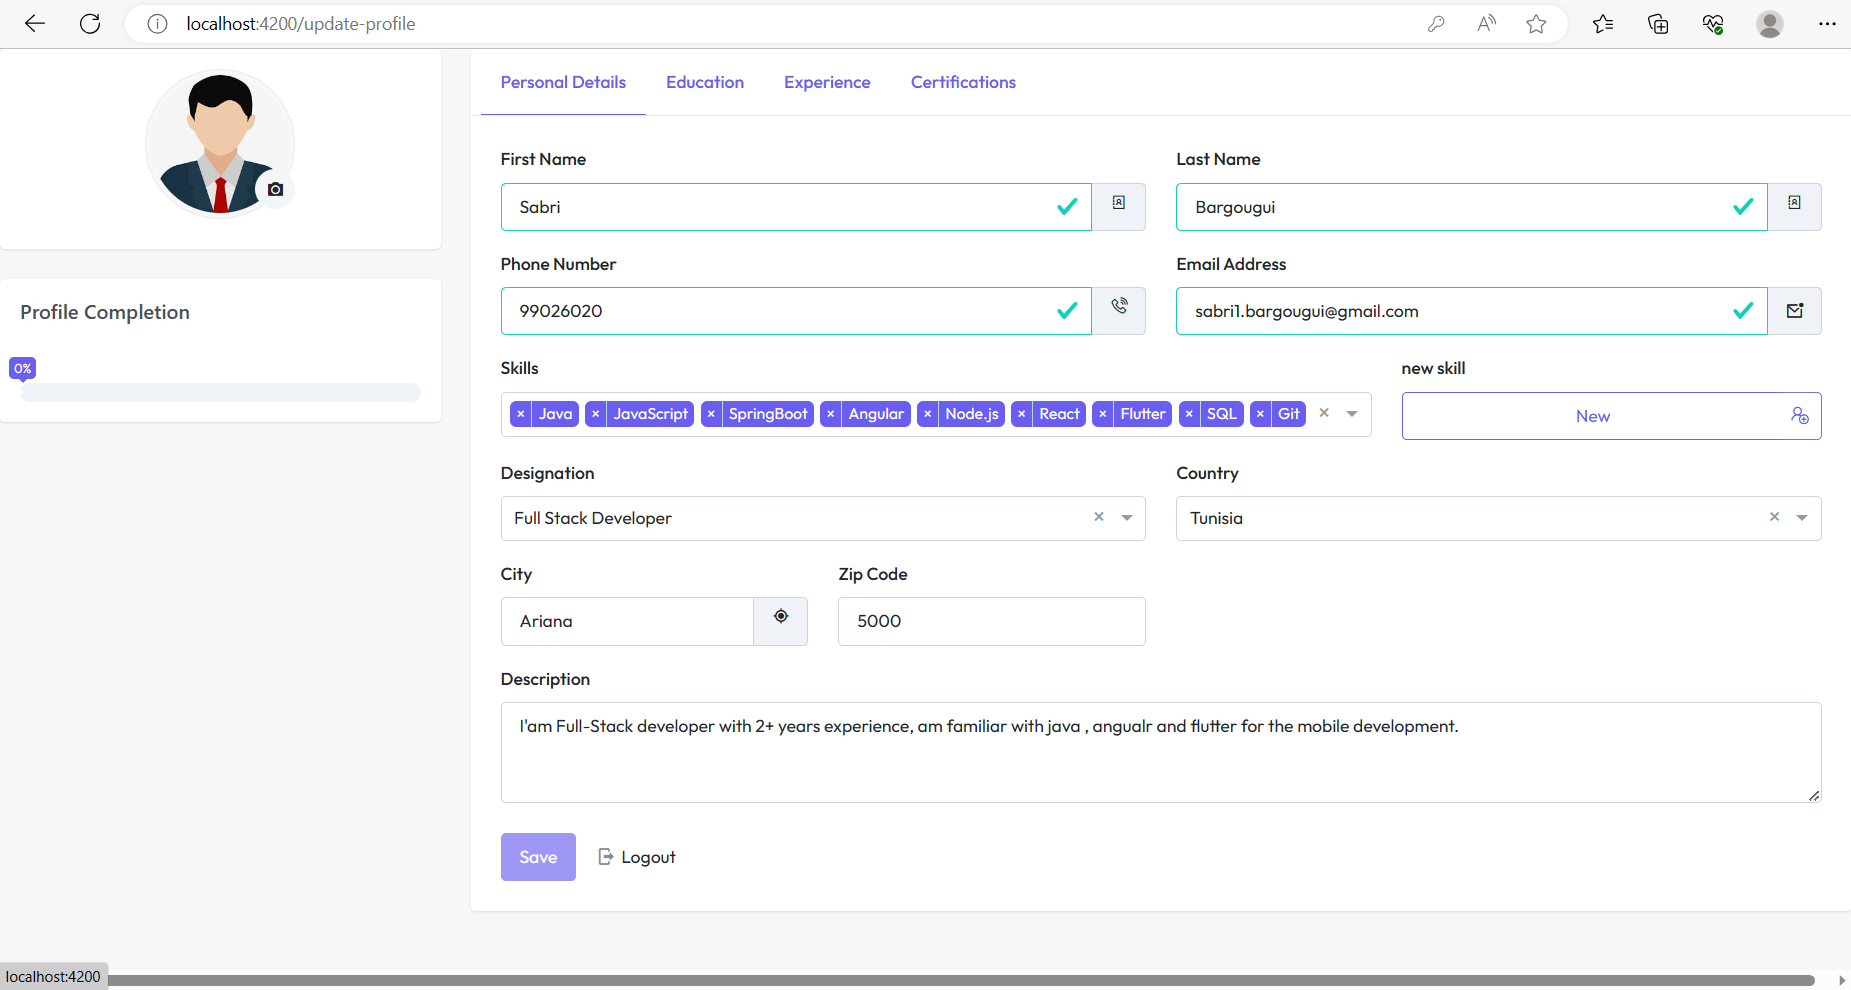 localhost:4200/update-profile
Personal Details Education Experience Certifications
First Name Last Name
Sabri Bargougui
Phone Number Email Address
99026020 sabri1.bargougui@gmail.com
Profile Completion
0%
Skills new skill
× Java × JavaScript × SpringBoot × Angular × Node.js × React × Flutter × SQL × Git × New
Designation Country
Full Stack Developer × Tunisia ×
City Zip Code
Ariana 5000
Description
I'am Full-Stack developer with 2+ years experience, am familiar with java , angualr and flutter for the mobile development.
Save Logout
localhost:4200